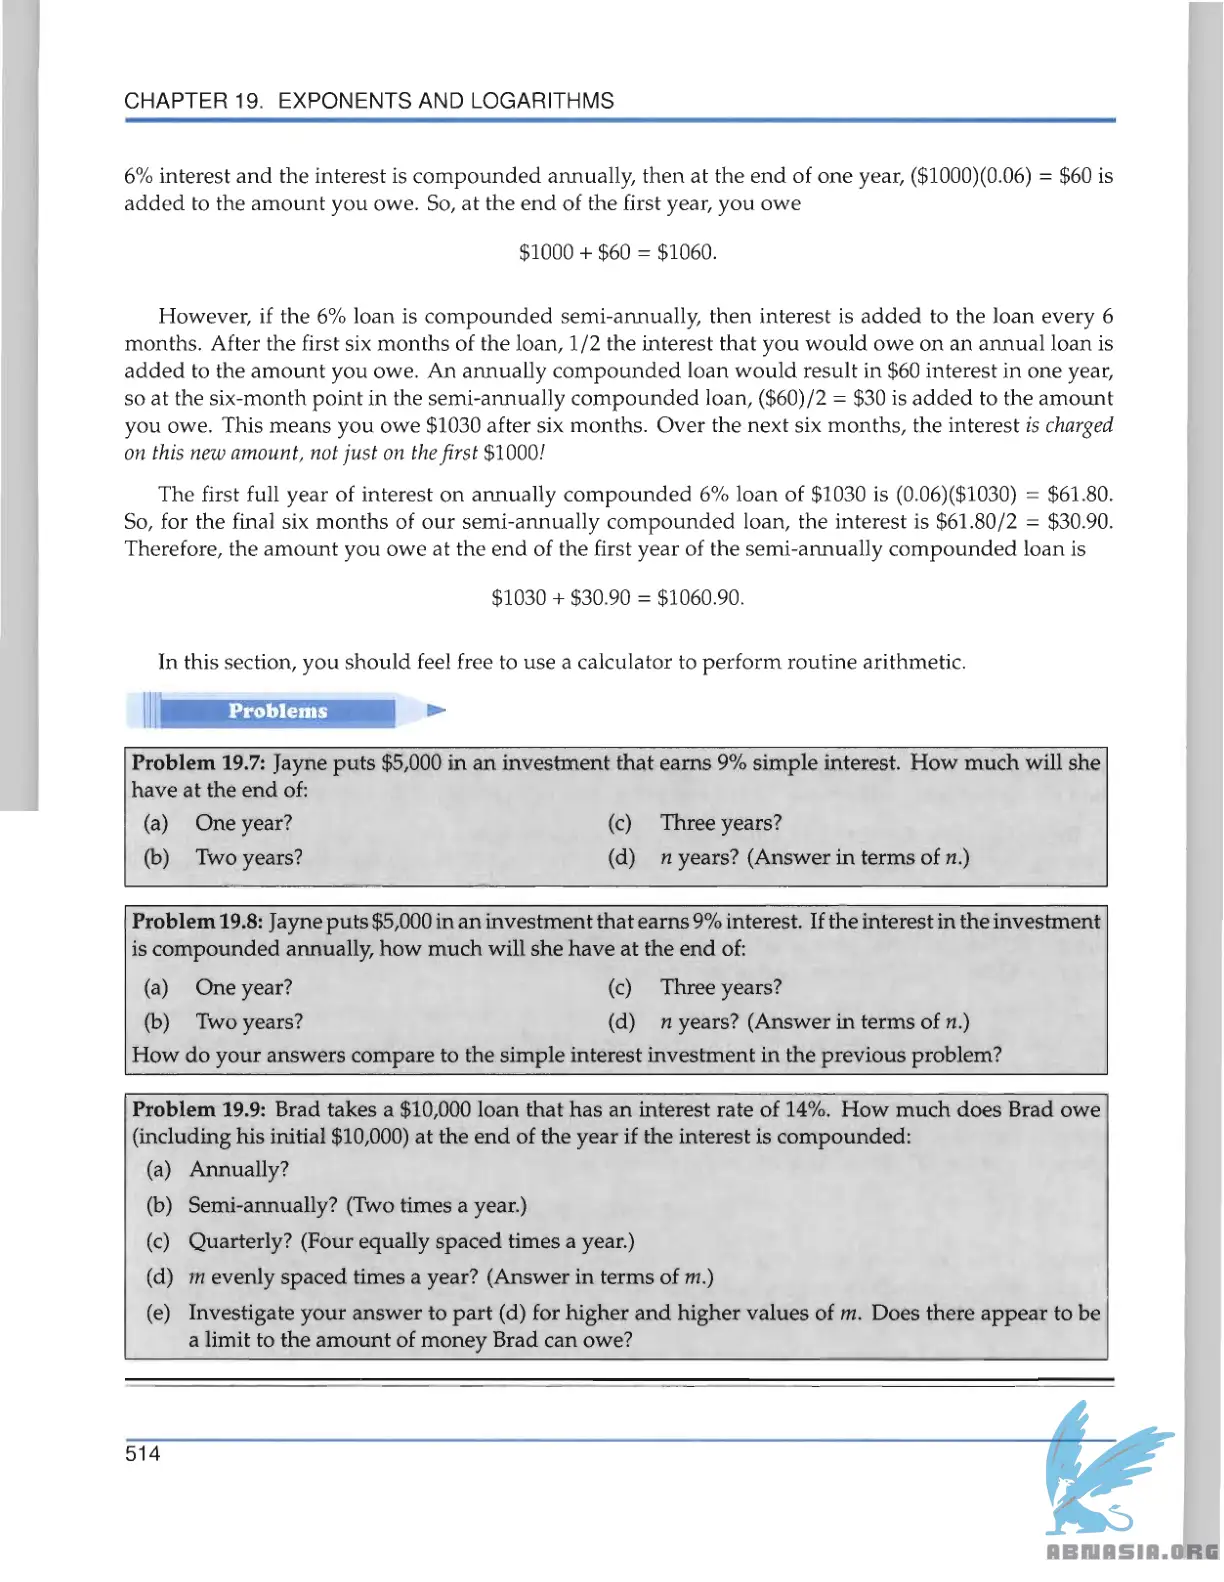 CHAPTER 19. EXPONENTS AND LOGARITHMS
6% interest and the interest is compounded annually, then at the end of one year, ($1000)(0.06) = $60 is
added to the amount you owe. So, at the end of the first year, you owe
$1000 + $60 = $1060.
However, if the 6% loan is compounded semi-annually, then interest is added to the loan every 6
months. After the first six months of the loan, 1/2 the interest that you would owe on an annual loan is
added to the amount you owe. An annually compounded loan would result in $60 interest in one year,
so at the six-month point in the semi-annually compounded loan, ($60)/2 = $30 is added to the amount
you owe. This means you owe $1030 after six months. Over the next six months, the interest is charged
on this new amount, not just on the first $1000!
The first full year of interest on annually compounded 6% loan of $1030 is (0.06)($1030) = $61.80.
So, for the final six months of our semi-annually compounded loan, the interest is $61.80/2 = $30.90.
Therefore, the amount you owe at the end of the first year of the semi-annually compounded loan is
$1030 + $30.90 = $1060.90.
In this section, you should feel free to use a calculator to perform routine arithmetic.
Problems
Problem 19.7: Jayne puts $5,000 in an investment that earns 9% simple interest. How much will she
have at the end of:
(a) One year?
(b) Two years?
(c) Three years?
(d) n years? (Answer in terms of n.)
Problem 19.8: Jayne puts $5,000 in an investment that earns 9% interest. If the interest in the investment
is compounded annually, how much will she have at the end of:
(a) One year?
(b) Two years?
(c) Three years?
(d) n years? (Answer in terms of n.)
How do your answers compare to the simple interest investment in the previous problem?
Problem 19.9: Brad takes a $10,000 loan that has an interest rate of 14%. How much does Brad owe
(including his initial $10,000) at the end of the year if the interest is compounded:
(a) Annually?
(b) Semi-annually? (Two times a year.)
(c) Quarterly? (Four equally spaced times a year.)
(d) m evenly spaced times a year? (Answer in terms of m.)
(e) Investigate your answer to part (d) for higher and higher values of m. Does there appear to be
a limit to the amount of money Brad can owe?
514
ABNASIA.ORG